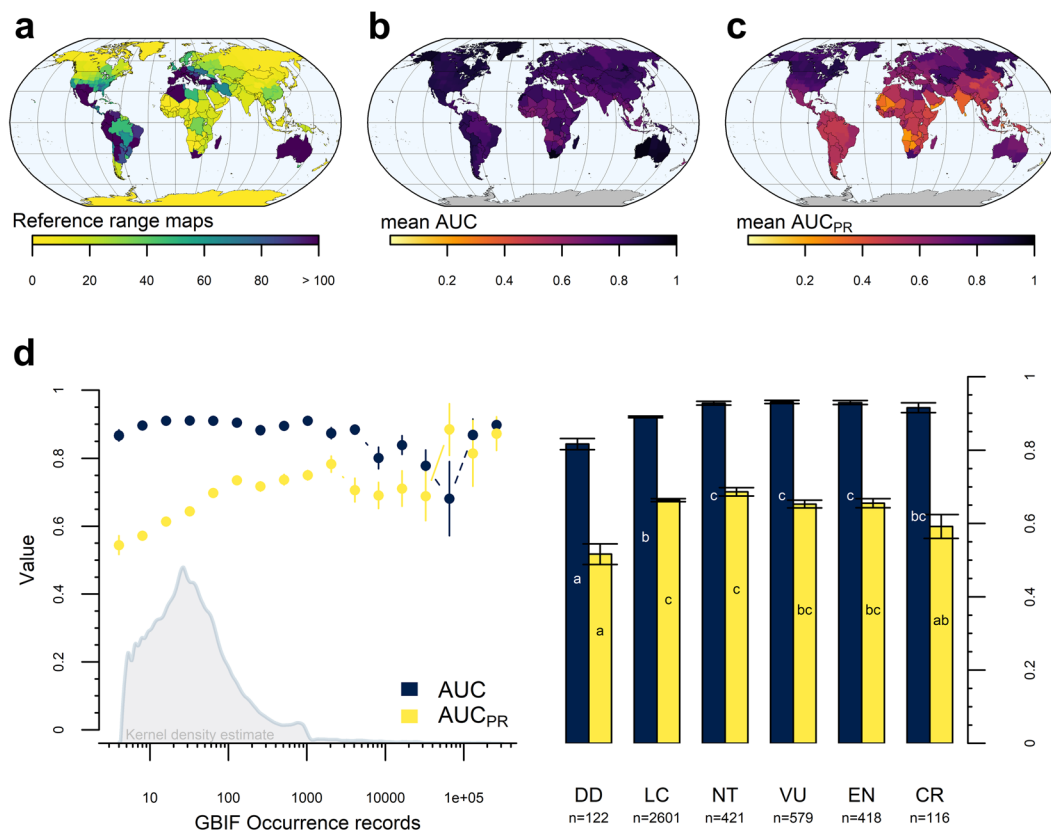 a
b
c
Reference range maps
0 20 40 60 80 > 100
mean AUC
0.2 0.4 0.6 0.8 1
mean AUCPR
0.2 0.4 0.6 0.8 1
d
Value
1
0.8
0.6
0.4
0.2
0
AUC
AUCPR
Kernel density estimate
10 100 1000 10000 1e+05
GBIF Occurrence records
a
a
b
c
c
c
c
bc
c
bc
bc
ab
1
0.8
0.6
0.4
0.2
0
DD LC NT VU EN CR
n=122 n=2601 n=421 n=579 n=418 n=116